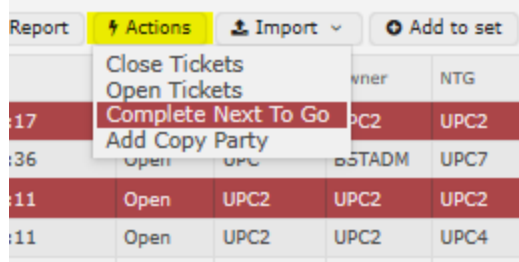 Report Actions Import Add to set
Close Tickets
Open Tickets
Complete Next To Go
Add Copy Party
wner NTG
:17 PC2 UPC2
:36 Open UPC BSTADM UPC7
:11 Open UPC2 UPC2 UPC2
:11 Open UPC2 UPC2 UPC4